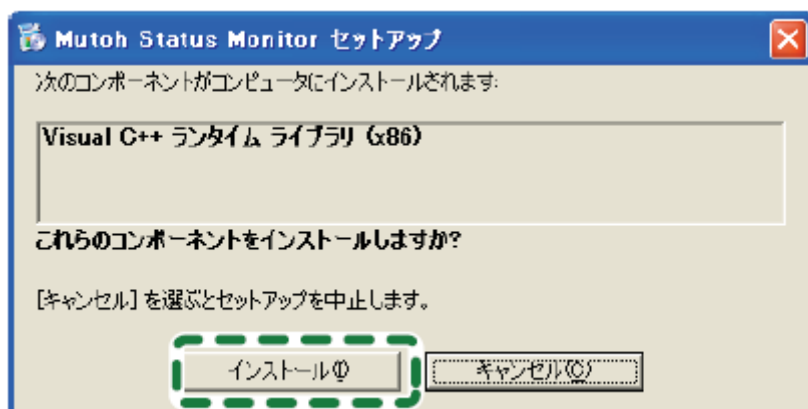 Mutoh Status Monitor セットアップ
次のコンポーネントがコンピュータにインストールされます:
Visual C++ ランタイム ライブラリ (x86)
これらのコンポーネントをインストールしますか?
[キャンセル] を選ぶとセットアップを中止します。
インストール(I) キャンセル(C)